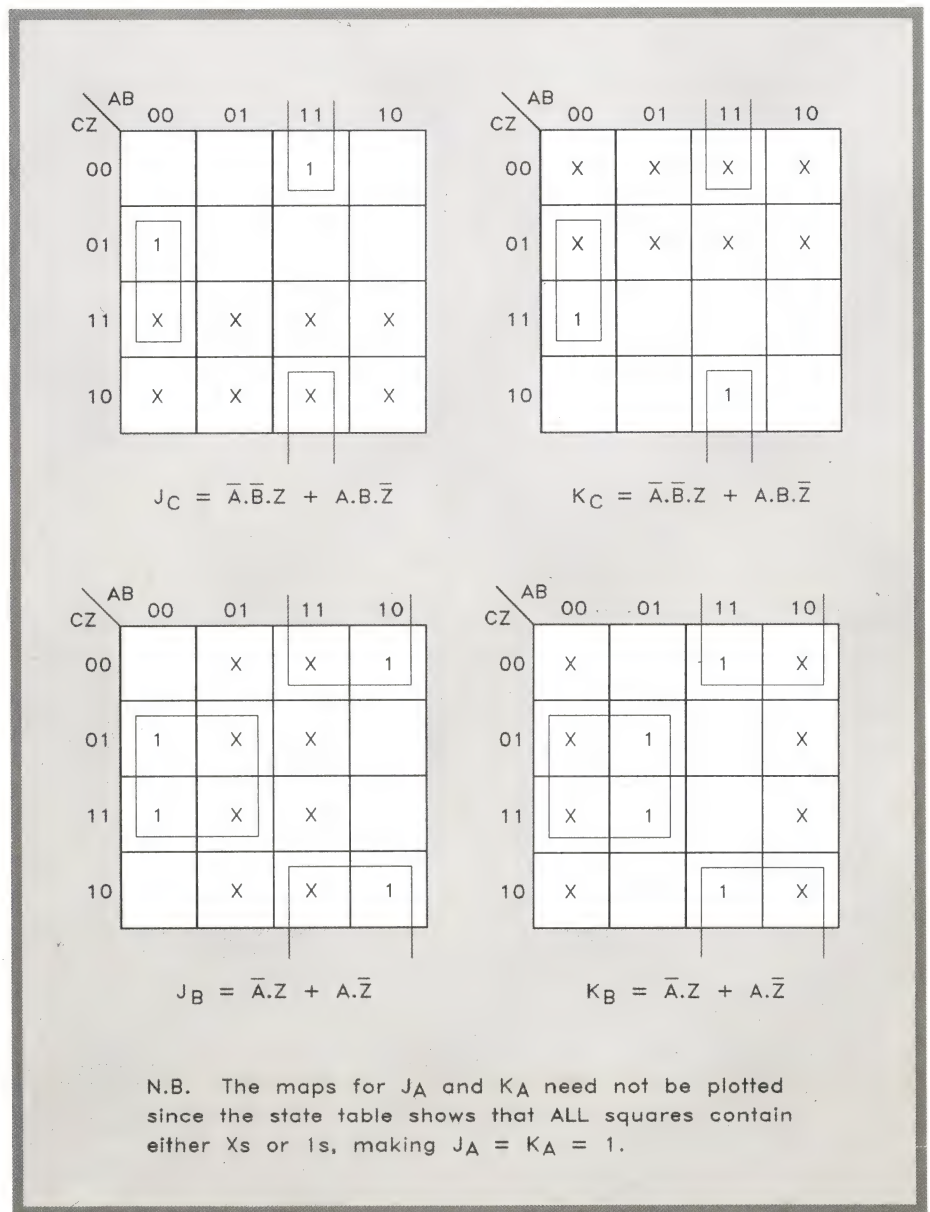 AB
CZ 00 01 11 10
00 1
01 1
11 X X X X
10 X X X X
J_C = A̅.B̅.Z + A.B.Z̅
AB
CZ 00 01 11 10
00 X X X X
01 X X X X
11 1
10 1
K_C = A̅.B̅.Z + A.B.Z̅
AB
CZ 00 01 11 10
00 X X 1
01 1 X X
11 1 X X
10 X X 1
J_B = A̅.Z + A.Z̅
AB
CZ 00 01 11 10
00 X 1 X
01 X 1 X
11 X 1 X
10 X 1 X
K_B = A̅.Z + A.Z̅
N.B. The maps for J_A and K_A need not be plotted
since the state table shows that ALL squares contain
either Xs or 1s, making J_A = K_A = 1.